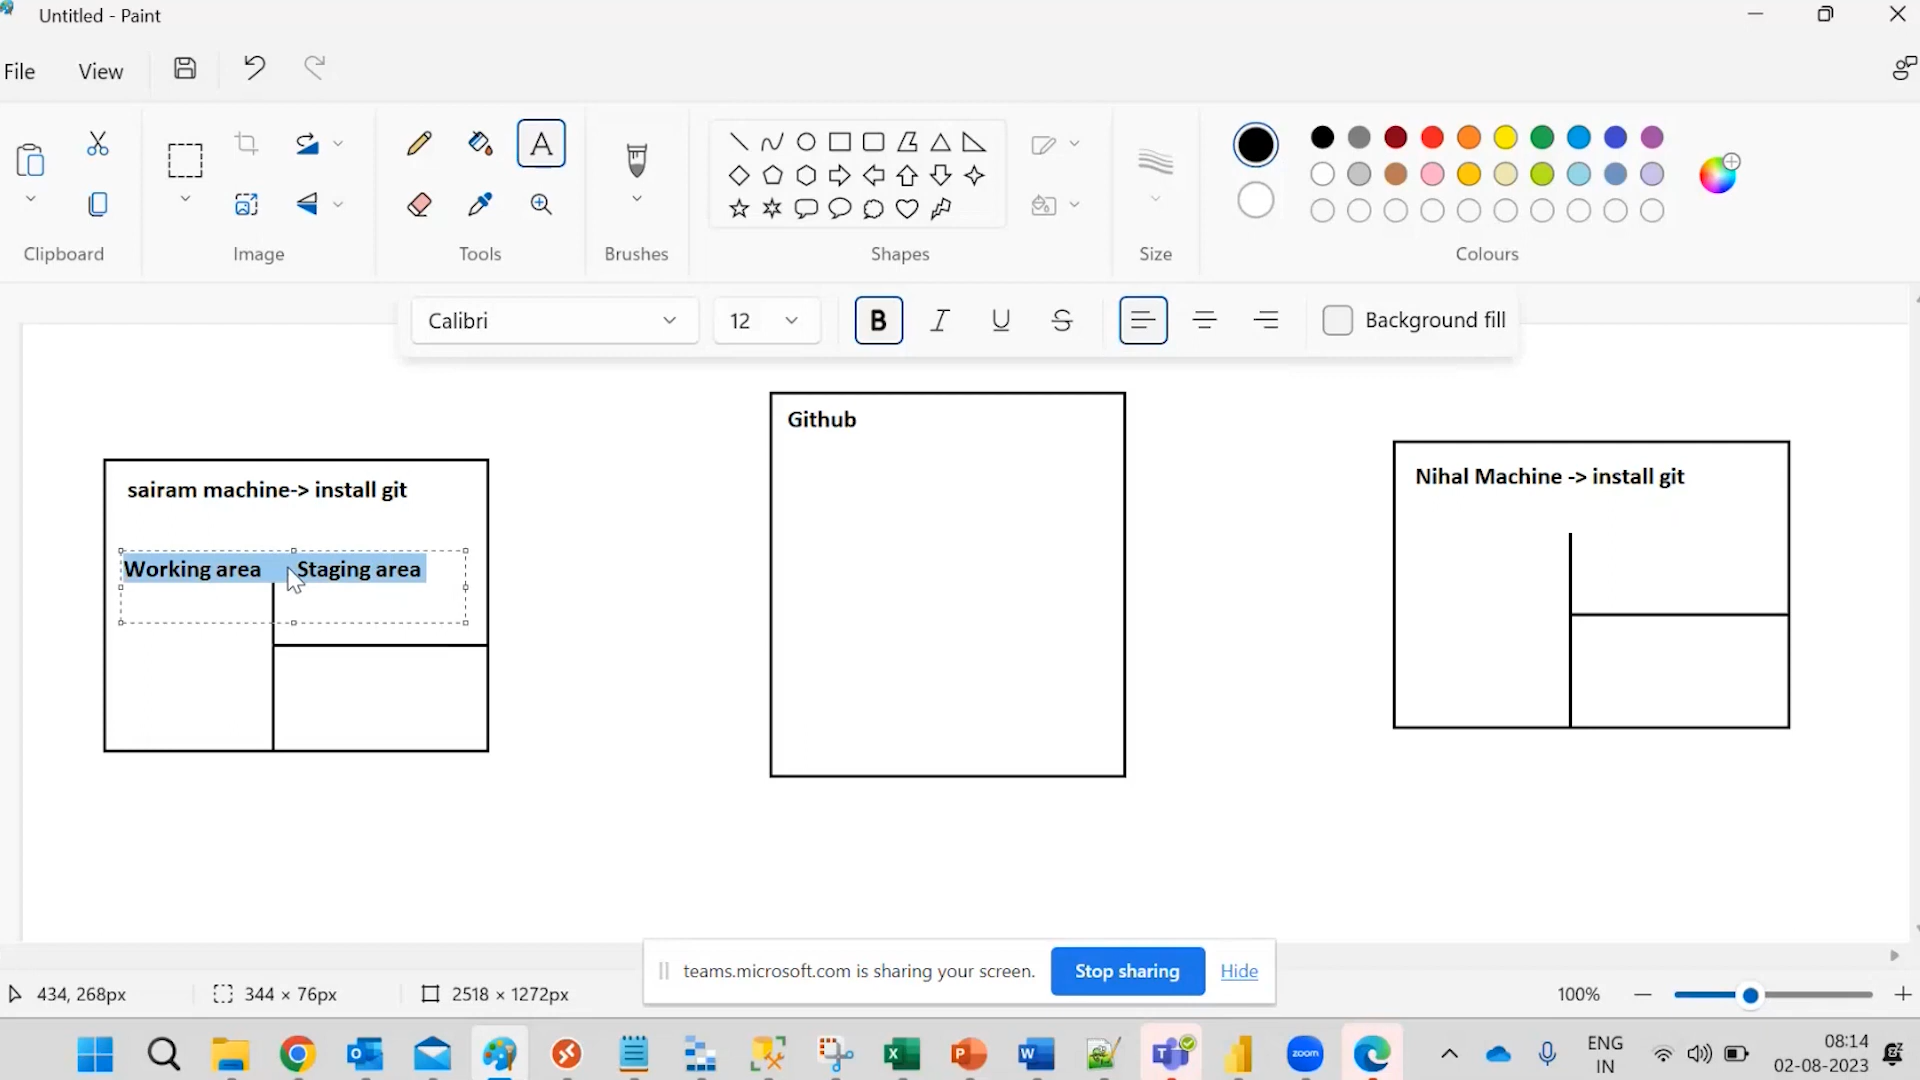 Untitled - Paint
File View
Clipboard
Image
Tools
Brushes
Shapes
Size
Colours
Calibri
12
B I U S
Background fill
Github
sairam machine-> install git
Working area Staging area
Nihal Machine -> install git
teams.microsoft.com is sharing your screen. Stop sharing Hide
434, 268px
344 × 76px
2518 × 1272px
100%
zoom
ENG
IN
08:14
02-08-2023